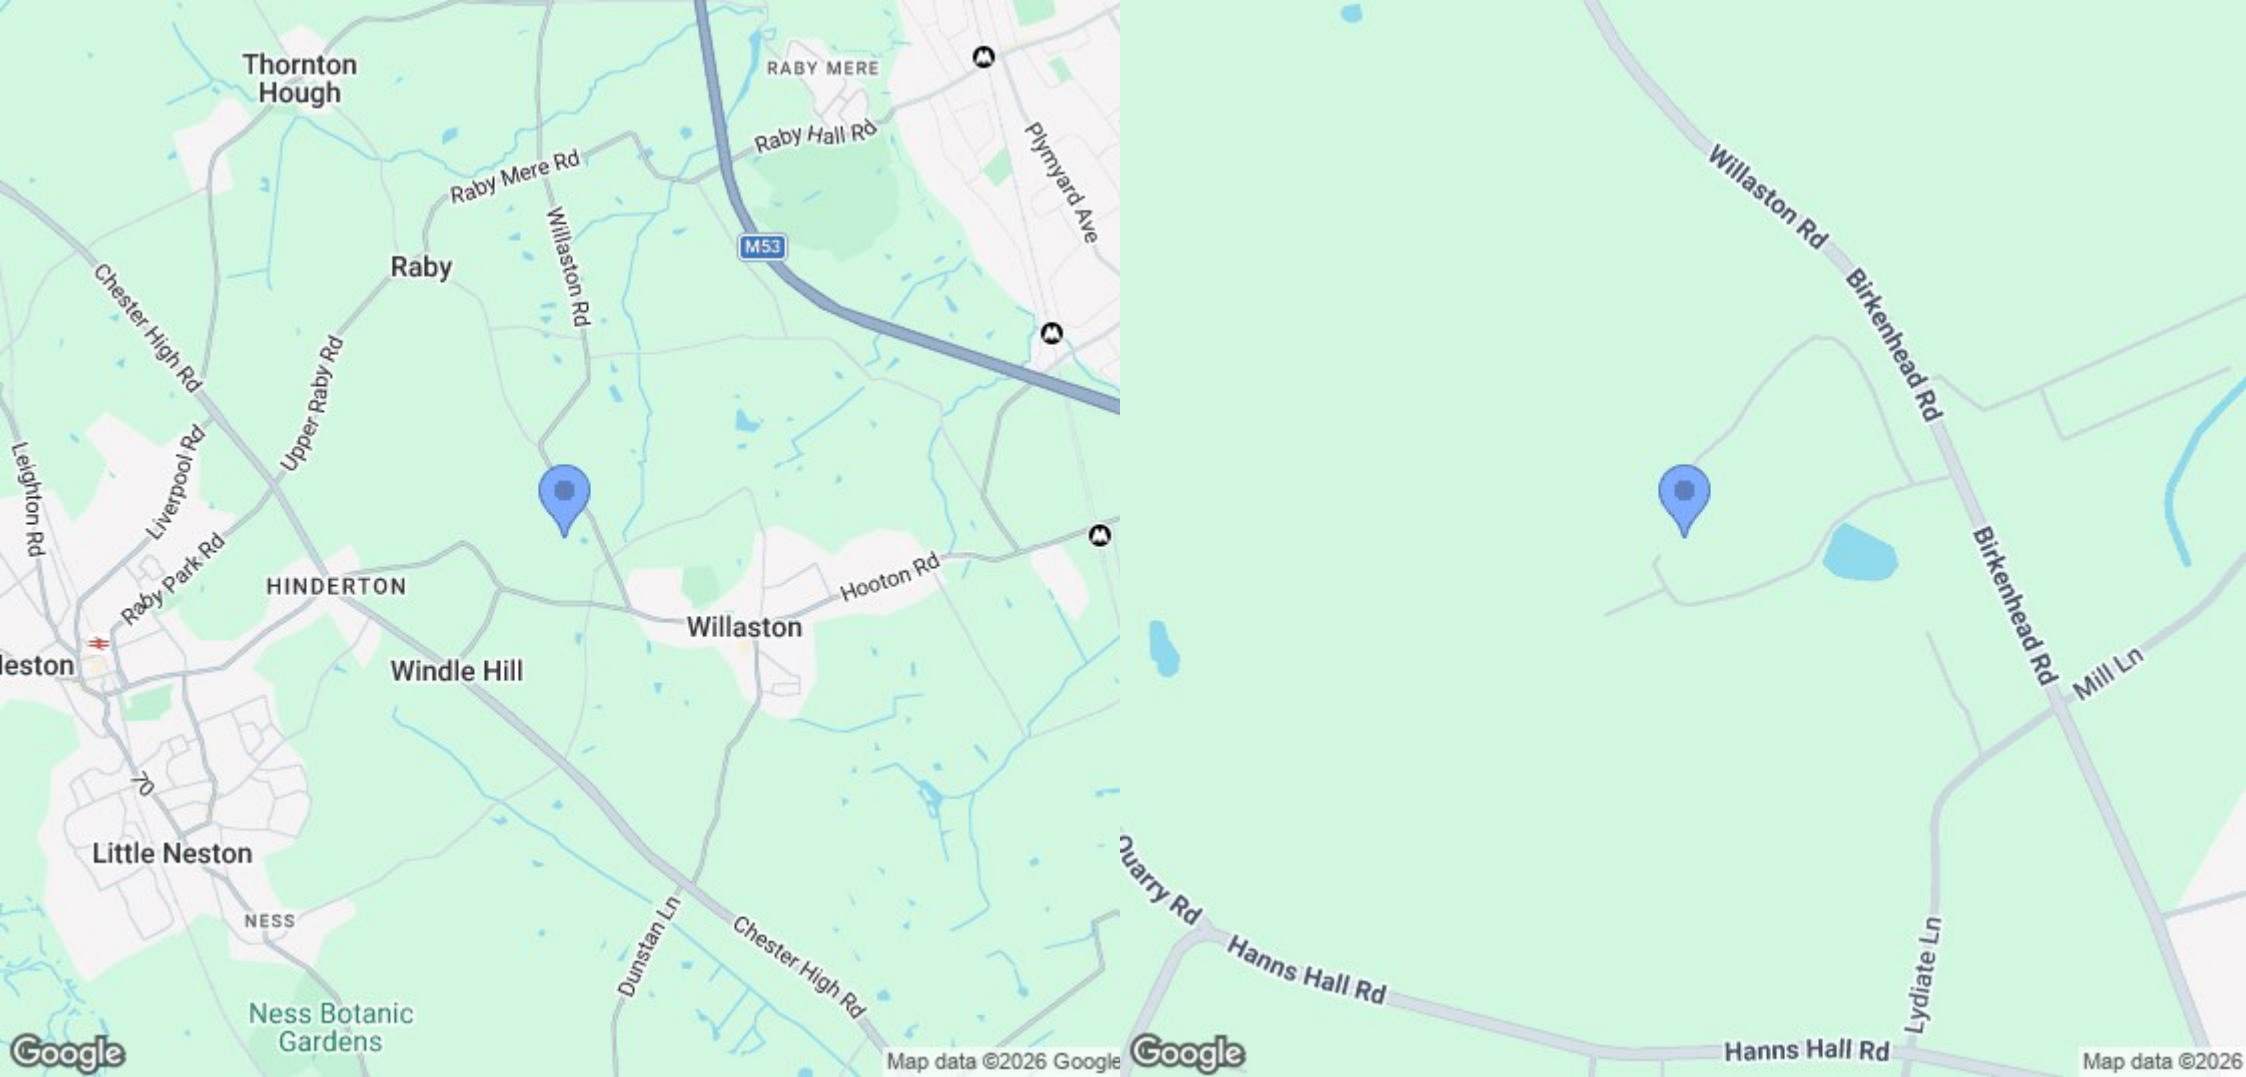 Thornton
Hough
RABY MERE
Raby Hall Rd
Plymyard Ave
Raby Mere Rd
Willaston Rd
M53
Raby
Chester High Rd
Upper Raby Rd
Liverpool Rd
Leighton Rd
Raby Park Rd
HINDERTON
Hooton Rd
Willaston
leston
Windle Hill
70
Little Neston
NESS
Dunstan Ln
Chester High Rd
Ness Botanic
Gardens
Google
Map data ©2026 Google
Willaston Rd
Birkenhead Rd
Birkenhead Rd
Mill Ln
Quarry Rd
Hanns Hall Rd
Lydiate Ln
Hanns Hall Rd
Google
Map data ©2026